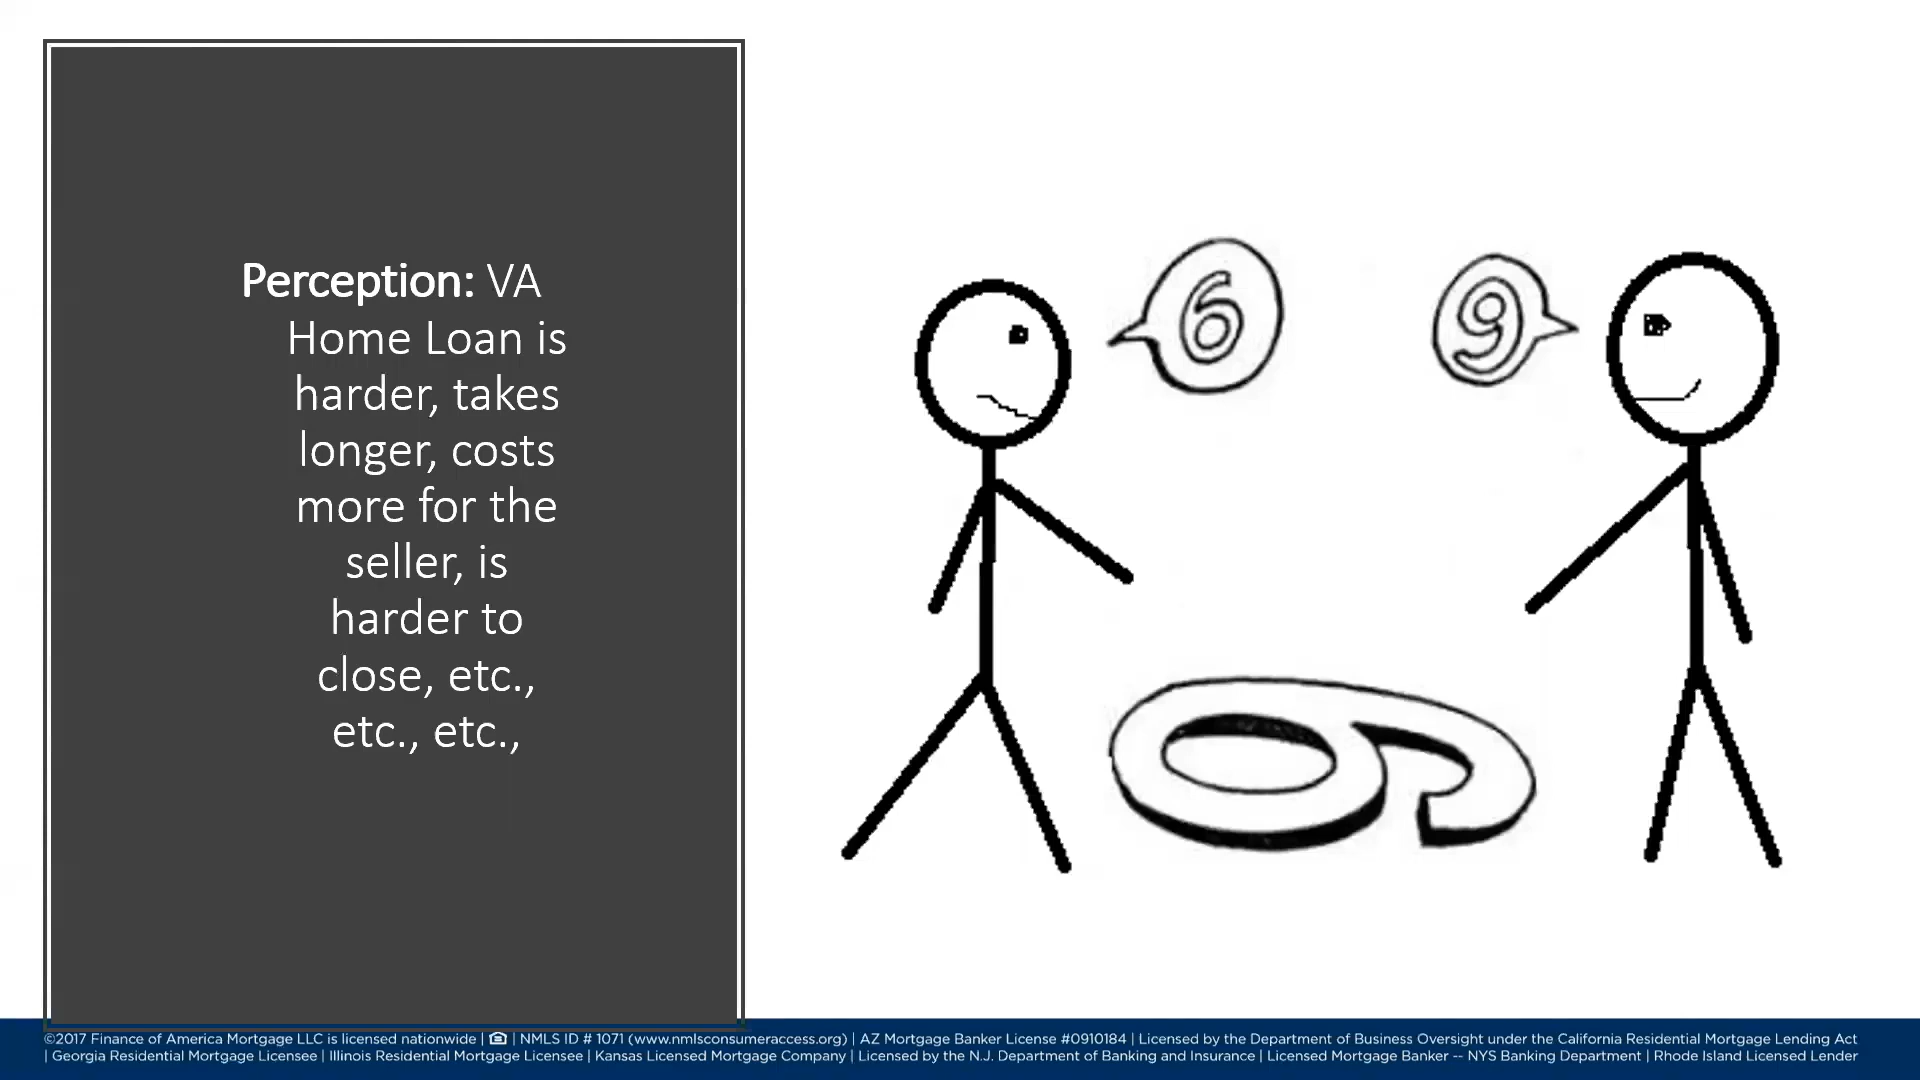 Perception: VA
Home Loan is
harder, takes
longer, costs
more for the
seller, is
harder to
close, etc.,
etc., etc.,
6
9
6
©2017 Finance of America Mortgage LLC is licensed nationwide | | NMLS ID # 1071 (www.nmlsconsumeraccess.org) | AZ Mortgage Banker License #0910184 | Licensed by the Department of Business Oversight under the California Residential Mortgage Lending Act
| Georgia Residential Mortgage Licensee | Illinois Residential Mortgage Licensee | Kansas Licensed Mortgage Company | Licensed by the N.J. Department of Banking and Insurance | Licensed Mortgage Banker -- NYS Banking Department | Rhode Island Licensed Lender